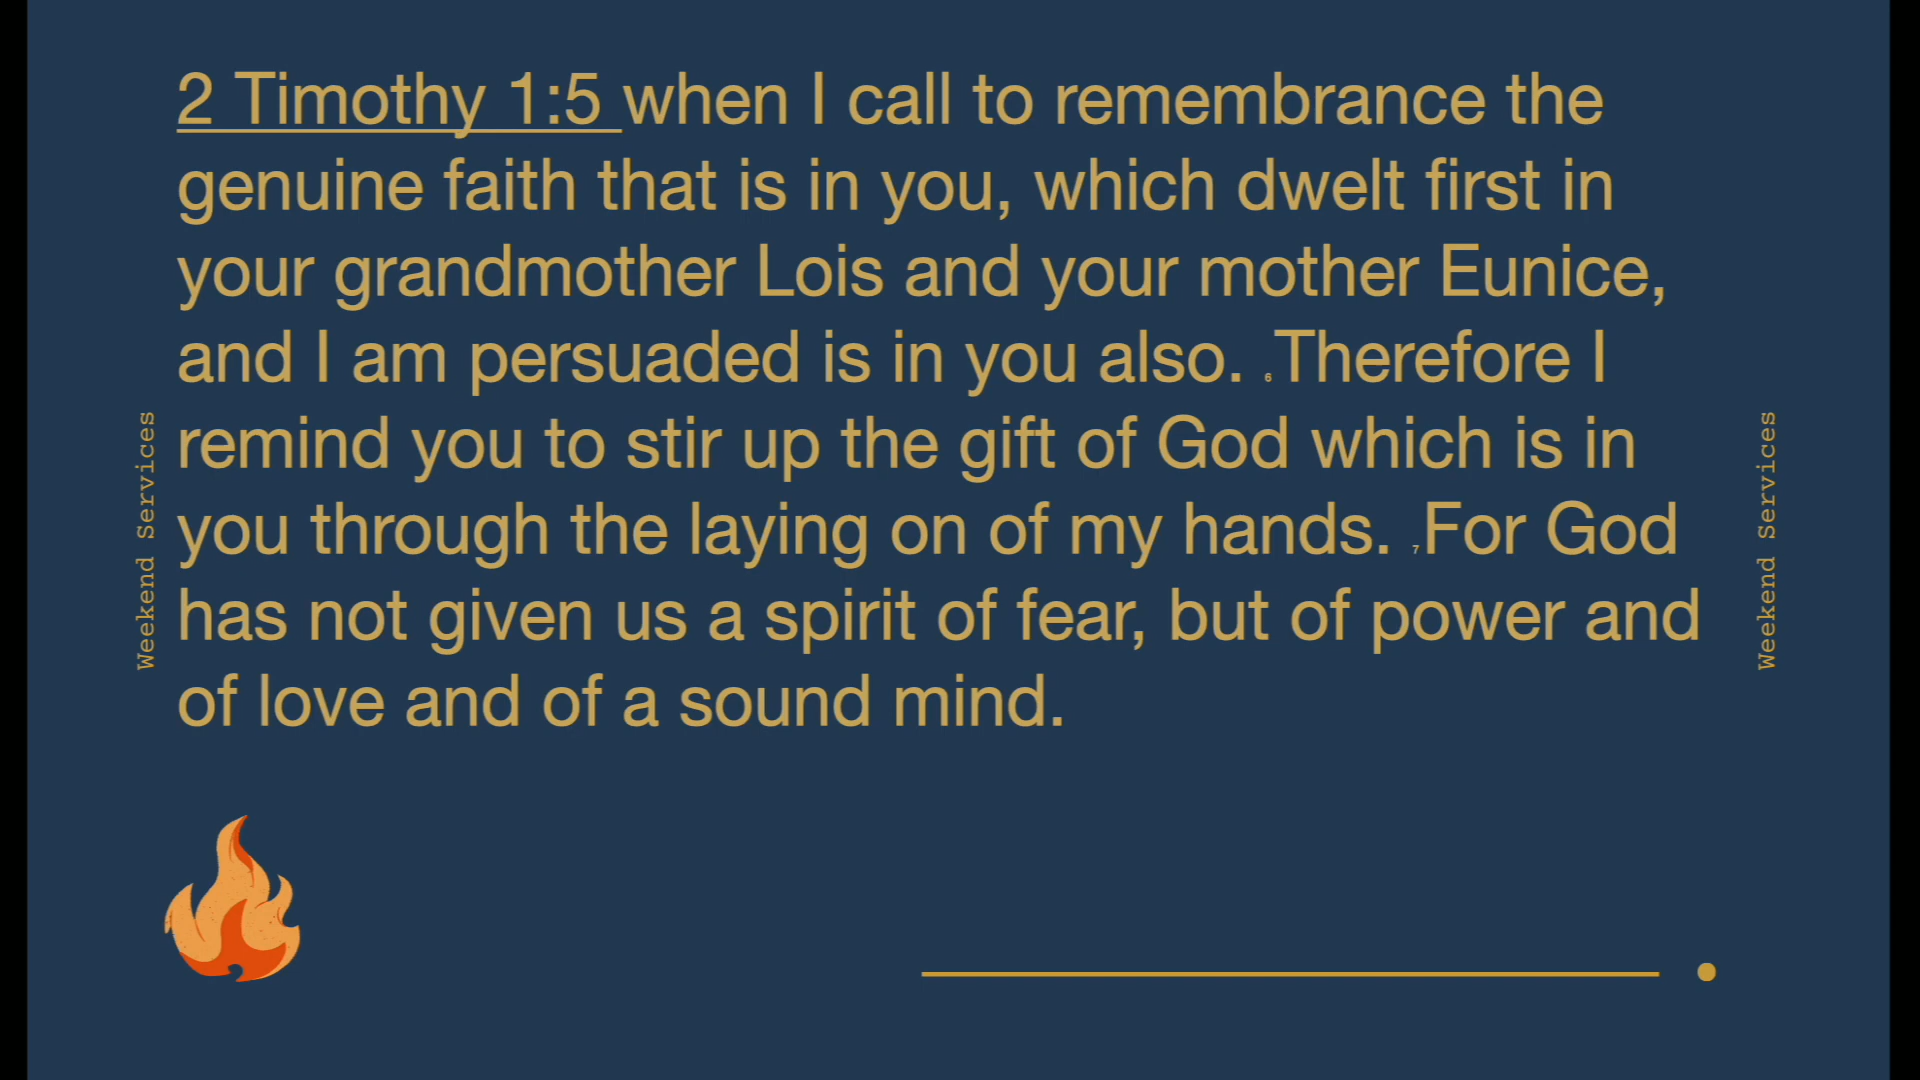 2 Timothy 1:5 when I call to remembrance the
genuine faith that is in you, which dwelt first in
your grandmother Lois and your mother Eunice,
and I am persuaded is in you also. 6 Therefore I
remind you to stir up the gift of God which is in
you through the laying on of my hands. 7 For God
has not given us a spirit of fear, but of power and
of love and of a sound mind.
Weekend Services
Weekend Services